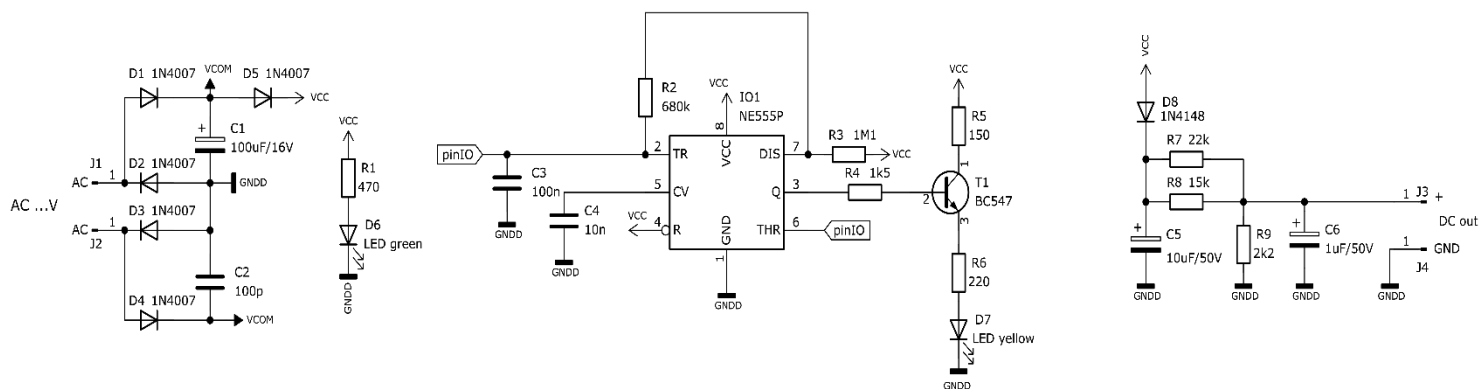 D1 1N4007
VCOM
D5 1N4007
VCC
+
C1
100uF/16V
J1
D2 1N4007
AC
1
GNDD
AC ...V
D3 1N4007
AC
1
J2
C2
100p
D4 1N4007
VCOM
VCC
R1
470
D6
LED green
GNDD
R2
680k
VCC
IO1
NE555P
8
pinIO
2
TR
VCC
DIS
7
R3 1M1
VCC
C3
100n
5
CV
Q
3
R4 1k5
C4
10n
VCC
4
R
GND
THR
6
pinIO
GNDD
GNDD
1
GNDD
VCC
R5
150
1
T1
BC547
2
3
R6
220
D7
LED yellow
GNDD
VCC
D8
1N4148
R7 22k
R8 15k
1
J3
+
DC out
+
C5
10uF/50V
R9
2k2
+
C6
1uF/50V
1
GND
J4
GNDD
GNDD
GNDD
GNDD